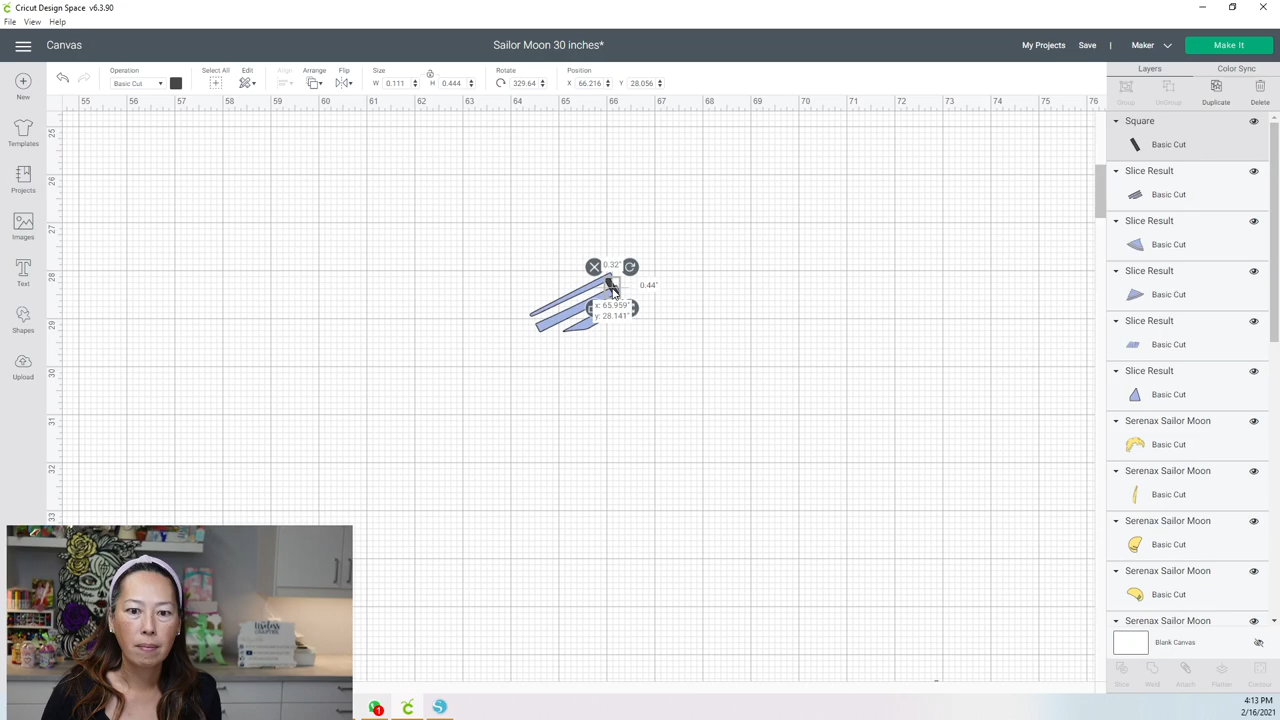 Cricut Design Space v6.3.90
File View Help
Canvas
Sailor Moon 30 inches*
My Projects Save | Maker Make It
Operation
Basic Cut
Select All
Edit
Align
Arrange
Flip
Size
W 0.111 H 0.444
Rotate
329.64
Position
X 66.216 Y 28.056
Layers Color Sync
Group UnGroup Duplicate Delete
55 56 57 58 59 60 61 62 63 64 65 66 67 68 69 70 71 72 73 74 75 76
25
26
27
28
29
30
31
32
33
New
Templates
Projects
Images
Text
Shapes
Upload
0.32"
0.44"
x: 65.959"
y: 28.141"
Square
Basic Cut
Slice Result
Basic Cut
Slice Result
Basic Cut
Slice Result
Basic Cut
Slice Result
Basic Cut
Slice Result
Basic Cut
Serenax Sailor Moon
Basic Cut
Serenax Sailor Moon
Basic Cut
Serenax Sailor Moon
Basic Cut
Serenax Sailor Moon
Basic Cut
Serenax Sailor Moon
Blank Canvas
Slice Weld Attach Flatten Contour
1
4:13 PM
2/16/2021